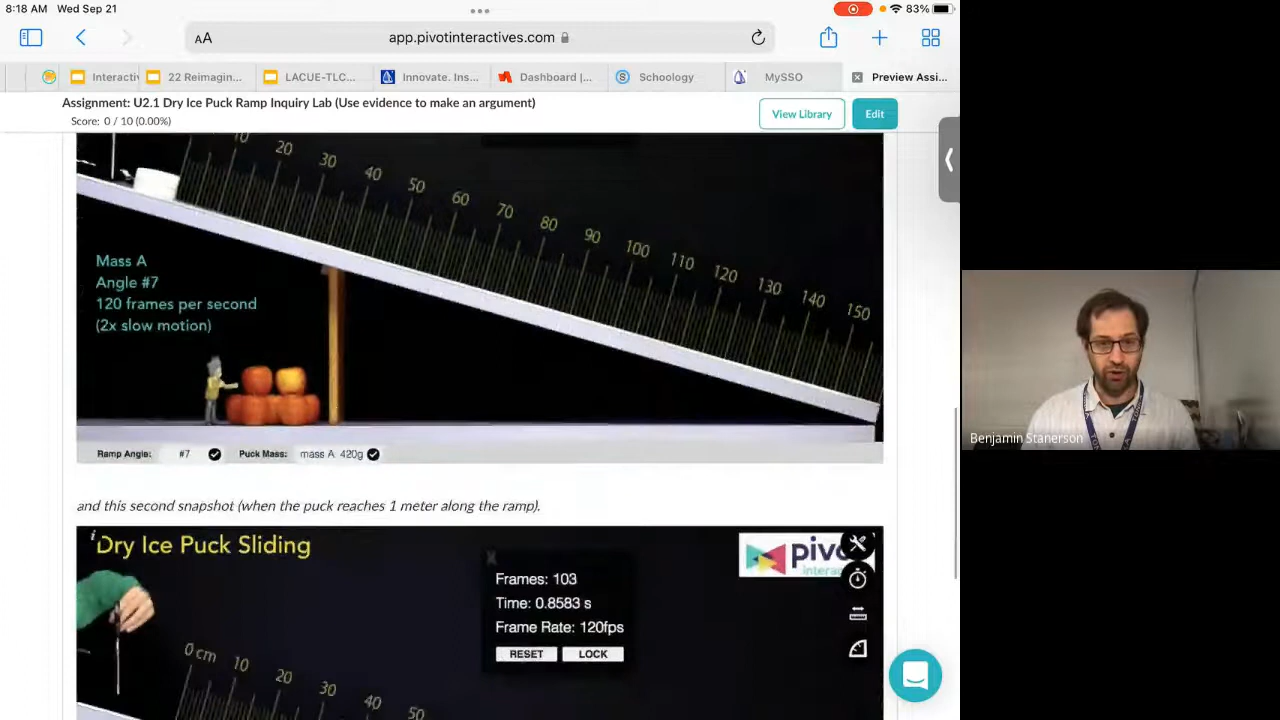 8:18 AM Wed Sep 21
83%
AA
app.pivotinteractives.com
Interacti
22 Reimagin...
LACUE-TLC...
Innovate. Ins...
Dashboard |...
Schoology
MySSO
Preview Assi...
Assignment: U2.1 Dry Ice Puck Ramp Inquiry Lab (Use evidence to make an argument)
Score: 0 / 10 (0.00%)
View Library
Edit
10 20 30 40 50 60 70 80 90 100 110 120 130 140 150
Mass A
Angle #7
120 frames per second
(2x slow motion)
Ramp Angle: #7 Puck Mass: mass A: 420g
and this second snapshot (when the puck reaches 1 meter along the ramp).
Dry Ice Puck Sliding
pivo
interac
X
Frames: 103
Time: 0.8583 s
Frame Rate: 120fps
RESET LOCK
0 cm 10 20 30 40 50
Benjamin Stanerson